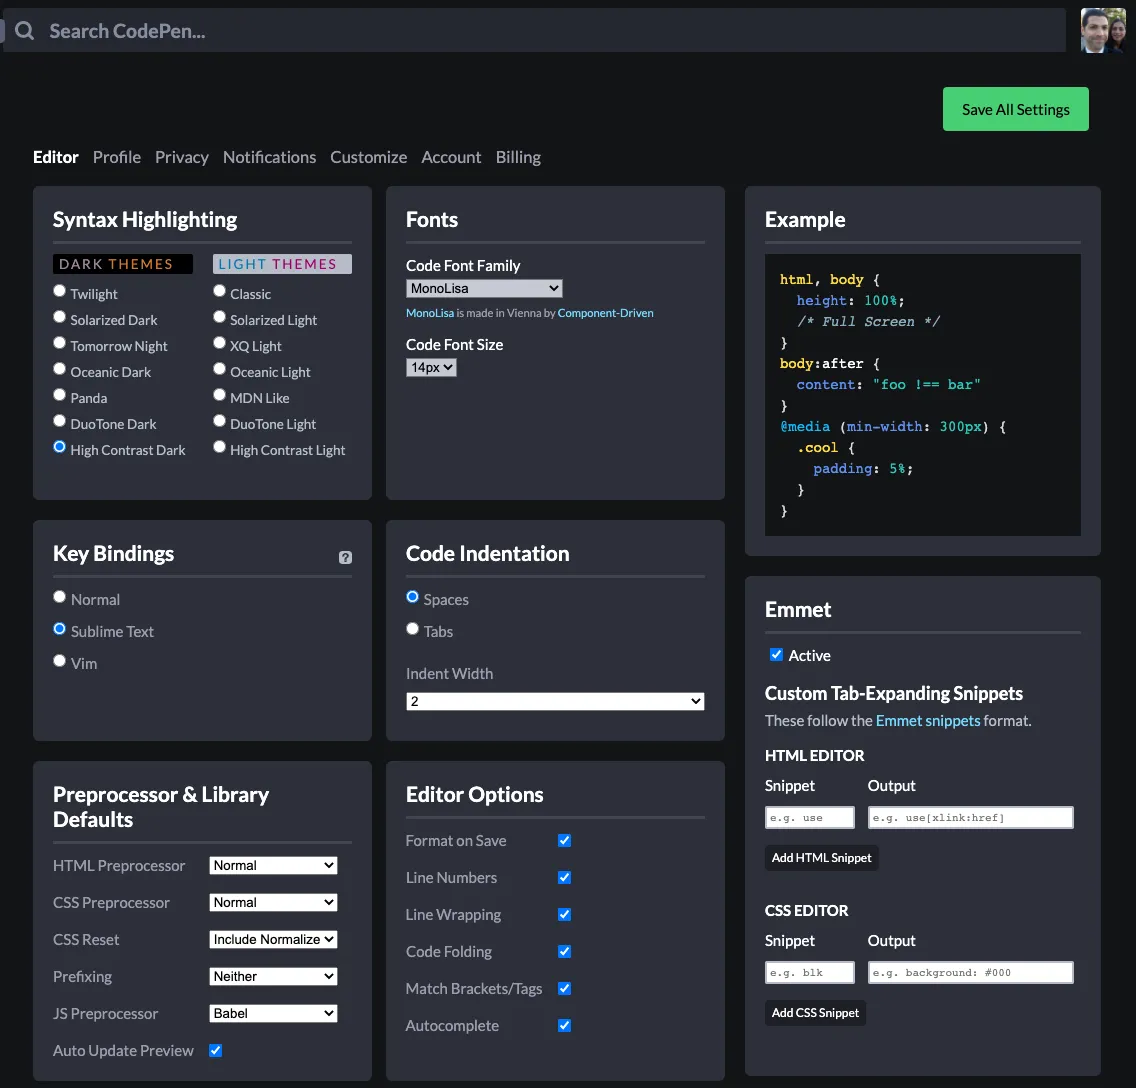 Search CodePen...
Save All Settings
Editor Profile Privacy Notifications Customize Account Billing
Syntax Highlighting
DARK THEMES
Twilight
Solarized Dark
Tomorrow Night
Oceanic Dark
Panda
DuoTone Dark
High Contrast Dark
LIGHT THEMES
Classic
Solarized Light
XQ Light
Oceanic Light
MDN Like
DuoTone Light
High Contrast Light
Fonts
Code Font Family
MonoLisa
MonoLisa is made in Vienna by Component-Driven
Code Font Size
14px
Example
html, body {
  height: 100%;
  /* Full Screen */
}
body:after {
  content: "foo !== bar"
}
@media (min-width: 300px) {
  .cool {
    padding: 5%;
  }
}
Key Bindings
?
Normal
Sublime Text
Vim
Code Indentation
Spaces
Tabs
Indent Width
2
Emmet
Active
Custom Tab-Expanding Snippets
These follow the Emmet snippets format.
HTML EDITOR
Snippet Output
e.g. use e.g. use[xlink:href]
Add HTML Snippet
CSS EDITOR
Snippet Output
e.g. blk e.g. background: #000
Add CSS Snippet
Preprocessor & Library
Defaults
HTML Preprocessor Normal
CSS Preprocessor Normal
CSS Reset Include Normalize
Prefixing Neither
JS Preprocessor Babel
Auto Update Preview
Editor Options
Format on Save
Line Numbers
Line Wrapping
Code Folding
Match Brackets/Tags
Autocomplete